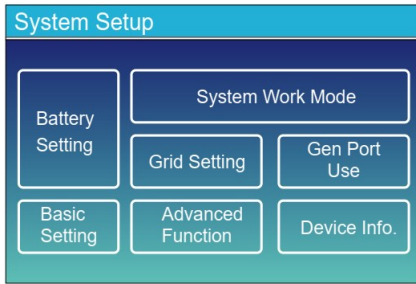 System Setup
Battery
Setting
System Work Mode
Grid Setting
Gen Port
Use
Basic
Setting
Advanced
Function
Device Info.